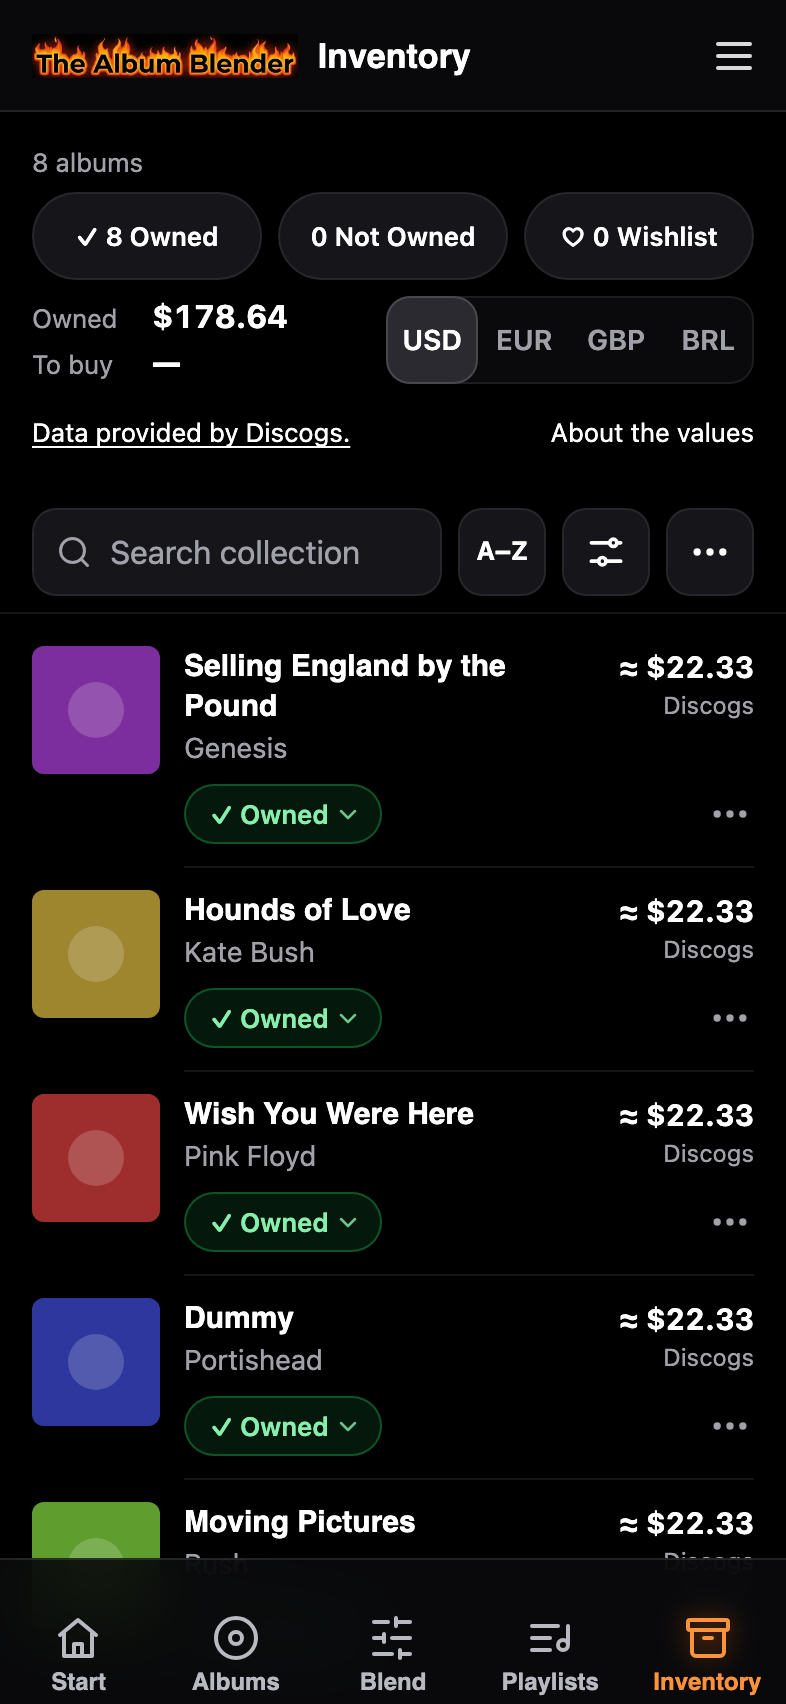 The Album Blender Inventory
8 albums
✓ 8 Owned
0 Not Owned
♡ 0 Wishlist
Owned $178.64
To buy —
USD EUR GBP BRL
Data provided by Discogs.
About the values
Search collection
A–Z
Selling England by the
Pound
≈ $22.33
Discogs
Genesis
✓ Owned
Hounds of Love
≈ $22.33
Kate Bush
Discogs
✓ Owned
Wish You Were Here
≈ $22.33
Pink Floyd
Discogs
✓ Owned
Dummy
≈ $22.33
Portishead
Discogs
✓ Owned
Moving Pictures
≈ $22.33
Rush
Discogs
Start
Albums
Blend
Playlists
Inventory